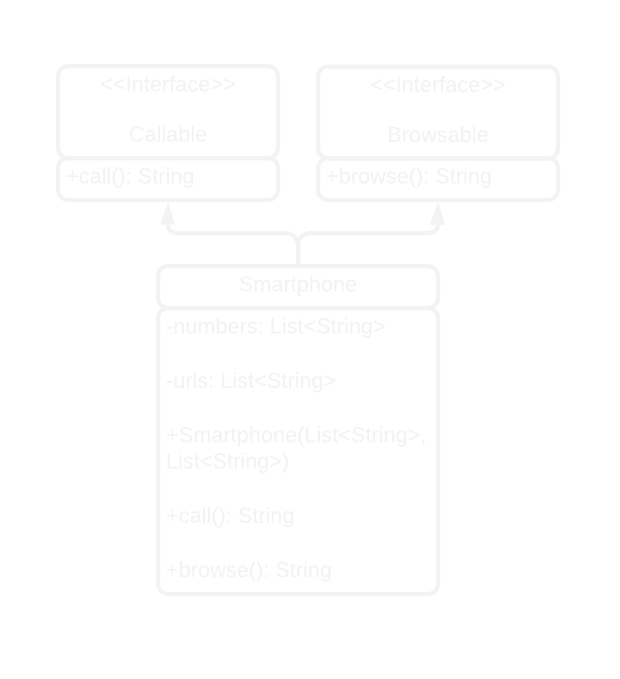 <<Interface>>
Callable
+call(): String
<<Interface>>
Browsable
+browse(): String
Smartphone
-numbers: List<String>
-urls: List<String>
+Smartphone(List<String>,
List<String>)
+call(): String
+browse(): String